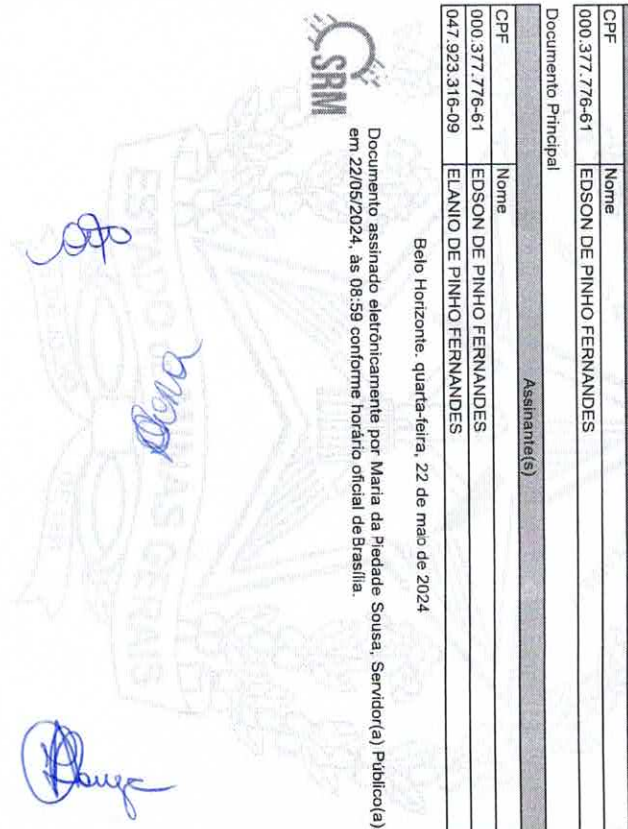 CPF Nome
000.377.776-61 EDSON DE PINHO FERNANDES
Documento Principal
Assinante(s)
CPF Nome
000.377.776-61 EDSON DE PINHO FERNANDES
047.923.316-09 ELANIO DE PINHO FERNANDES
Belo Horizonte. quarta-feira, 22 de maio de 2024
SRM
Documento assinado eletrônicamente por Maria da Piedade Sousa, Servidor(a) Público(a)
em 22/05/2024, às 08:59 conforme horário oficial de Brasília.
ESTADO MINAS GERAIS